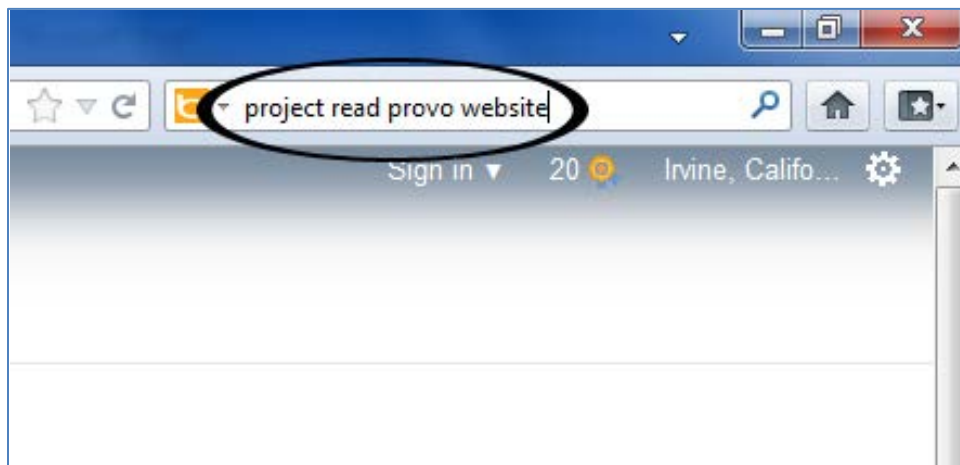 project read provo website
Sign in ▾ 20 Irvine, Califo...